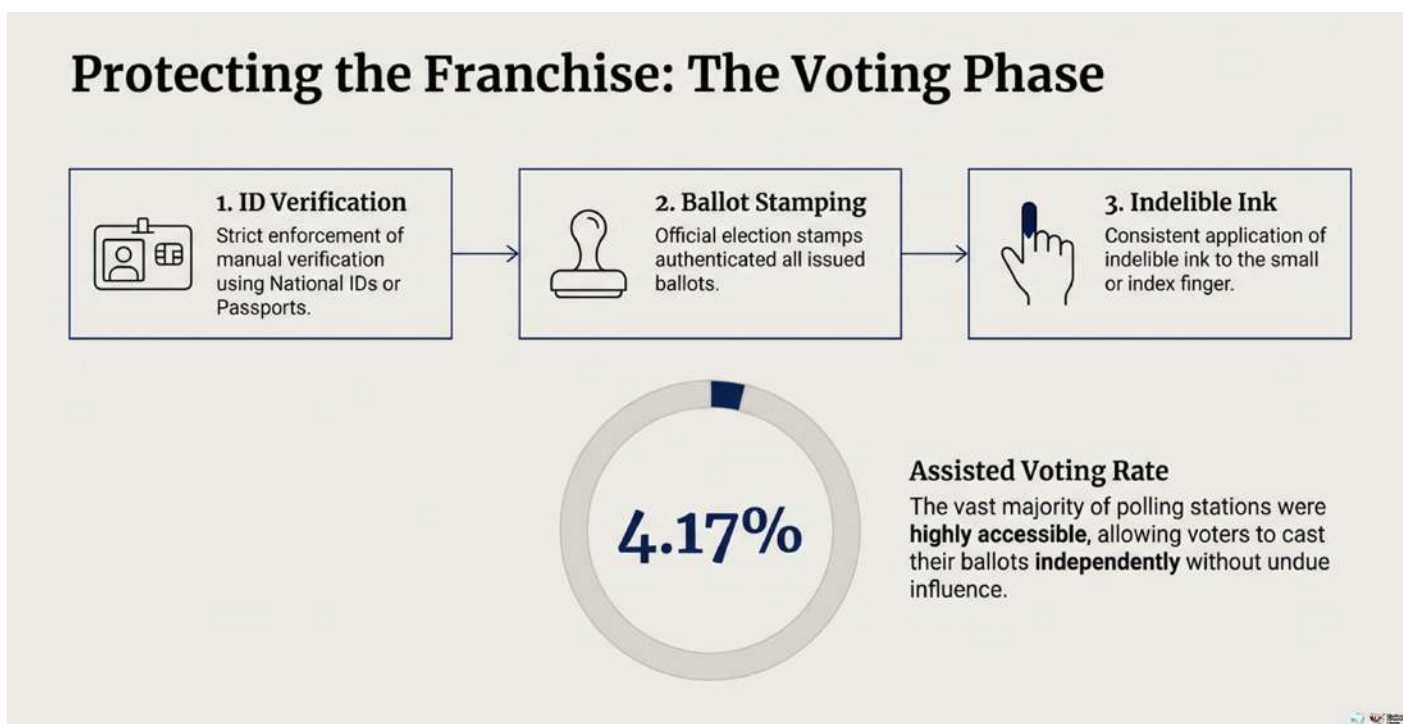 Protecting the Franchise: The Voting Phase
1. ID Verification
Strict enforcement of
manual verification
using National IDs or
Passports.
2. Ballot Stamping
Official election stamps
authenticated all issued
ballots.
3. Indelible Ink
Consistent application of
indelible ink to the small
or index finger.
4.17%
Assisted Voting Rate
The vast majority of polling stations were
highly accessible, allowing voters to cast
their ballots independently without undue
influence.